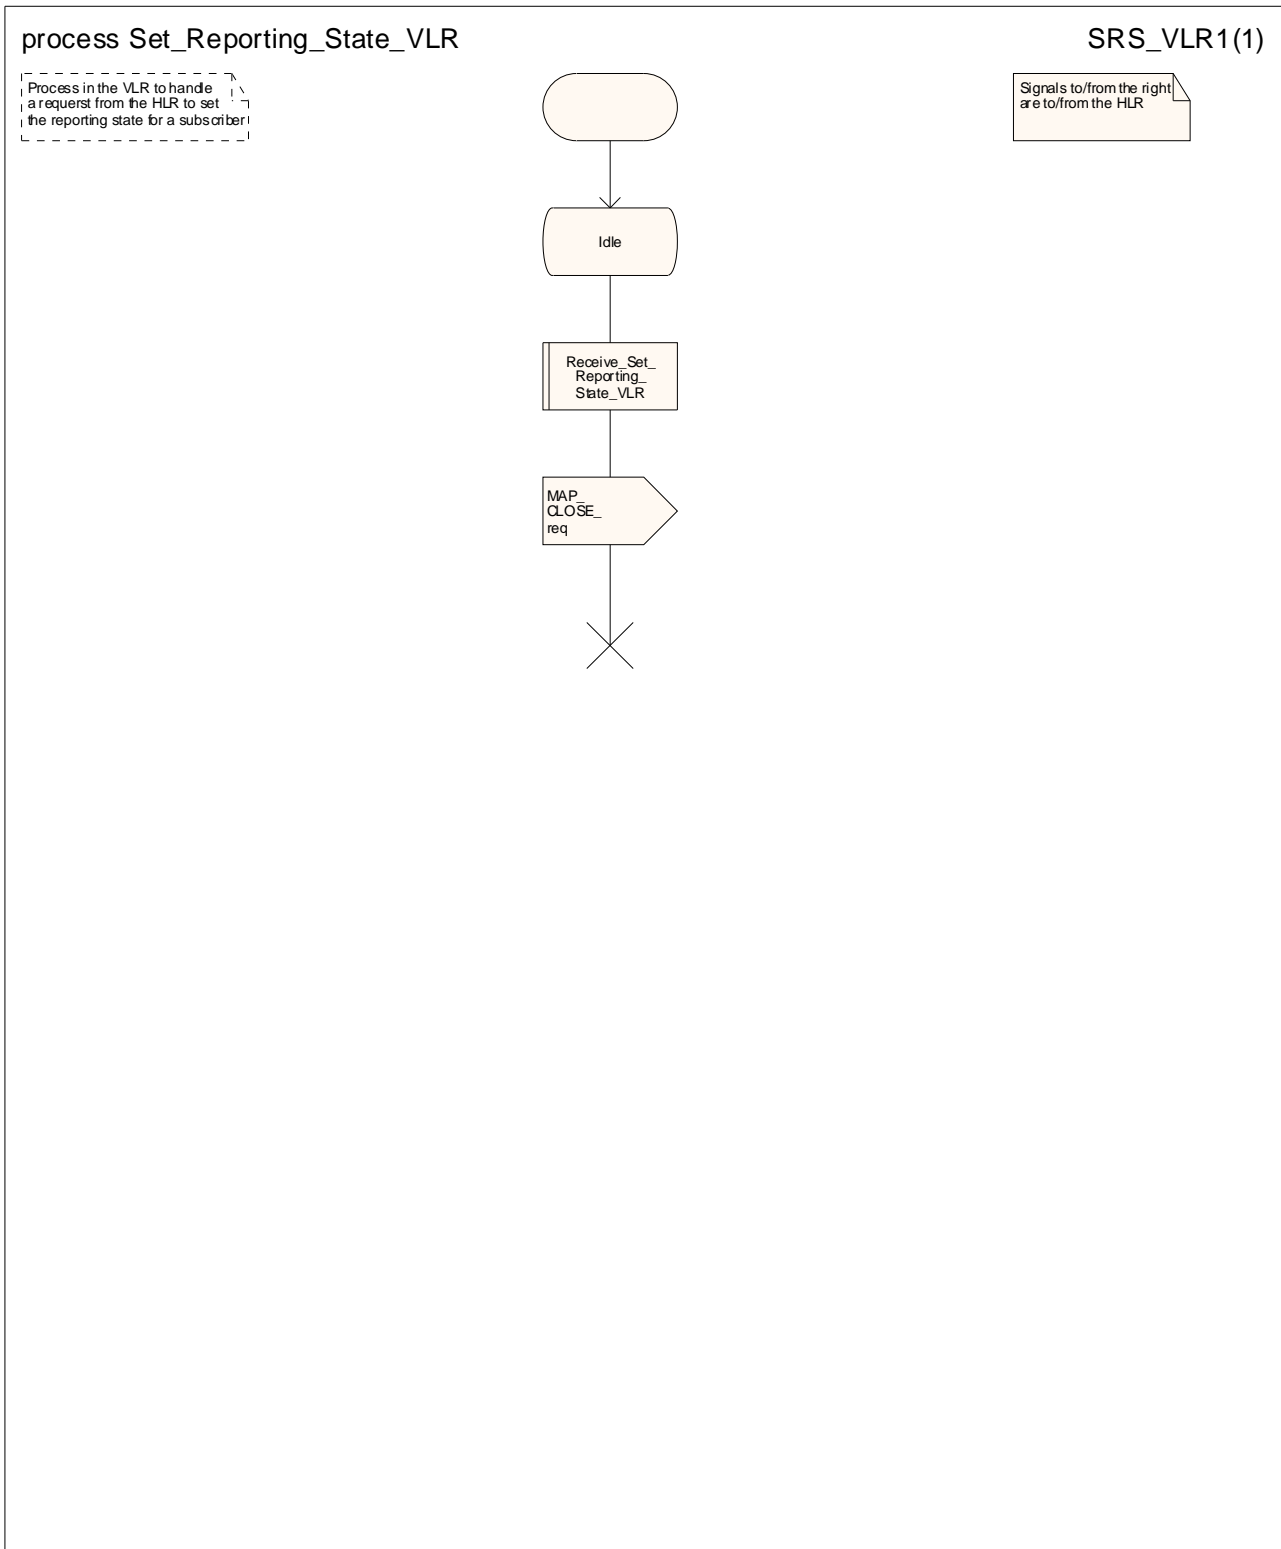 process Set_Reporting_State_VLR
SRS_VLR1(1)
Process in the VLR to handle
a requerst from the HLR to set
the reporting state for a subscriber
Signals to/from the right
are to/from the HLR
Idle
Receive_Set_
Reporting_
State_VLR
MAP_
CLOSE_
req